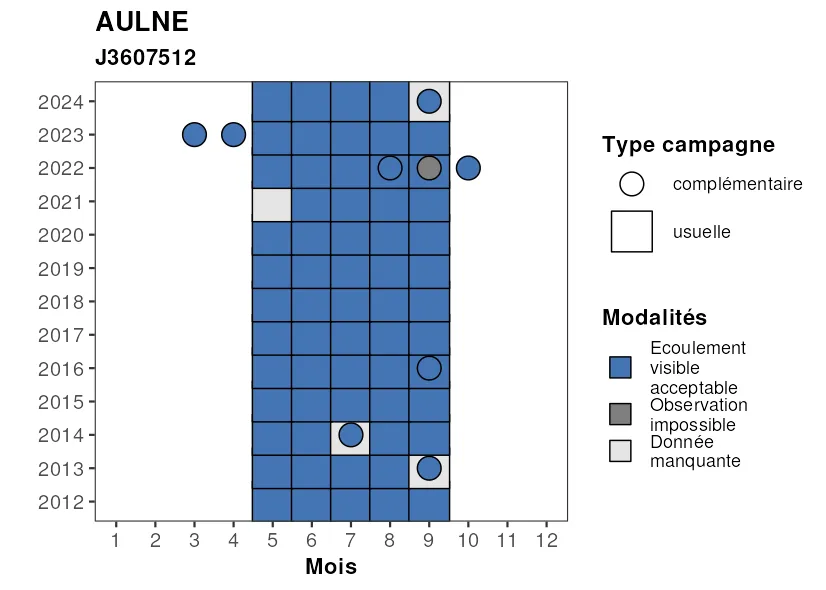 AULNE
J3607512
2024
2023
2022
2021
2020
2019
2018
2017
2016
2015
2014
2013
2012
1 2 3 4 5 6 7 8 9 10 11 12
Mois
Type campagne
complémentaire
usuelle
Modalités
Ecoulement
visible
acceptable
Observation
impossible
Donnée
manquante